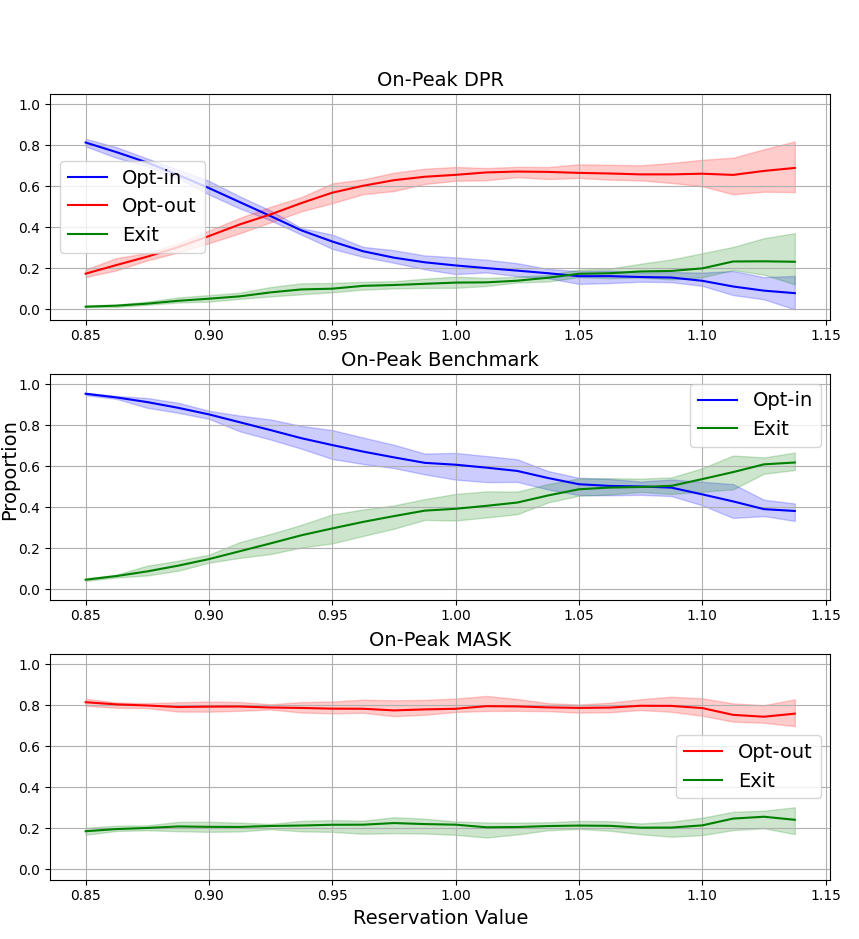 On-Peak DPR
1.0
0.8
0.6
0.4
0.2
0.0
Opt-in
Opt-out
Exit
0.85 0.90 0.95 1.00 1.05 1.10 1.15
On-Peak Benchmark
1.0
0.8
0.6
0.4
0.2
0.0
Opt-in
Exit
0.85 0.90 0.95 1.00 1.05 1.10 1.15
Proportion
On-Peak MASK
1.0
0.8
0.6
0.4
0.2
0.0
Opt-out
Exit
0.85 0.90 0.95 1.00 1.05 1.10 1.15
Reservation Value